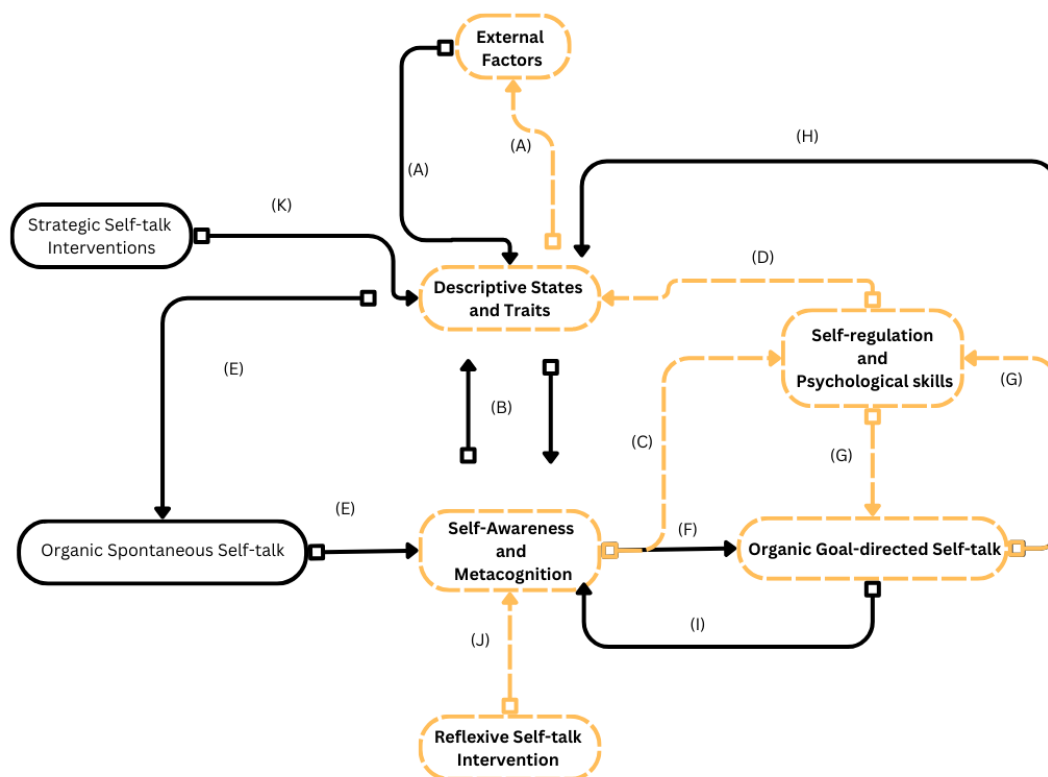 External
Factors
(H)
(A)
(A)
(K)
Strategic Self-talk
Interventions
(D)
Descriptive States
and Traits
Self-regulation
and
Psychological skills
(E)
(G)
(B)
(C)
(G)
(E)
Self-Awareness
and
Metacognition
(F)
Organic Spontaneous Self-talk
Organic Goal-directed Self-talk
(I)
(J)
Reflexive Self-talk
Intervention